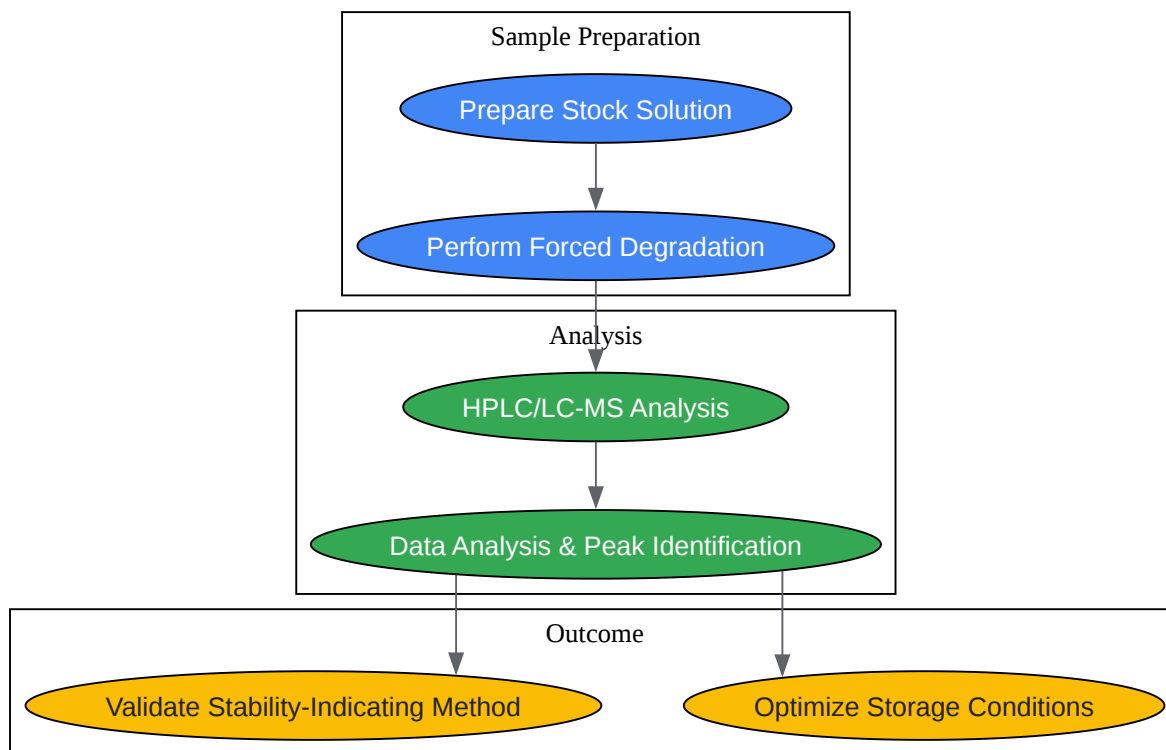 Sample Preparation
Prepare Stock Solution
Perform Forced Degradation
Analysis
HPLC/LC-MS Analysis
Data Analysis & Peak Identification
Outcome
Validate Stability-Indicating Method
Optimize Storage Conditions